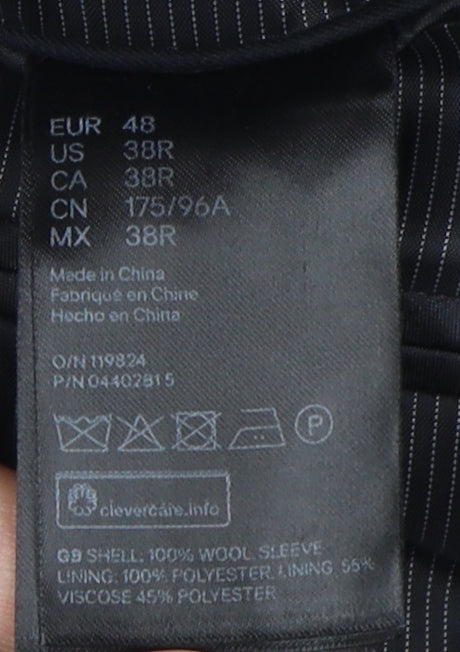 EUR 48
US 38R
CA 38R
CN 175/96A
MX 38R
Made in China
Fabriqué en Chine
Hecho en China
O/N 119824
P/N 04402815
P
clevercare.info
GB SHELL: 100% WOOL. SLEEVE
LINING: 100% POLYESTER. LINING: 55%
VISCOSE 45% POLYESTER